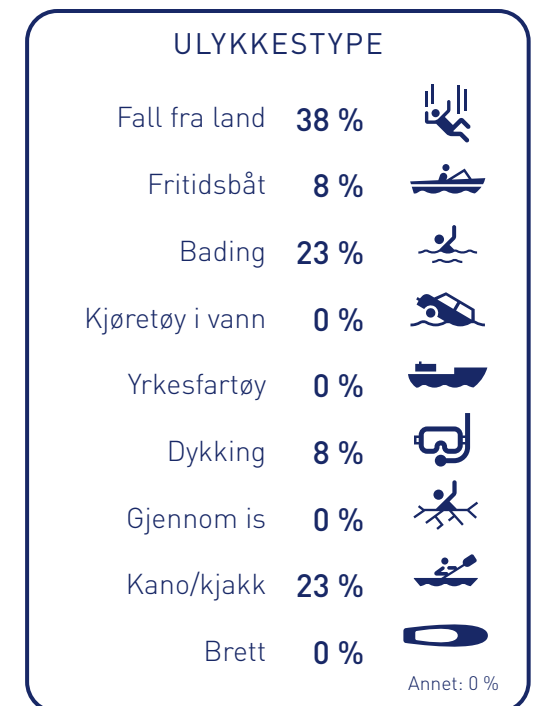 ULYKKESTYPE
Fall fra land 38 %
Fritidsbåt 8 %
Bading 23 %
Kjøretøy i vann 0 %
Yrkesfartøy 0 %
Dykking 8 %
Gjennom is 0 %
Kano/kjakk 23 %
Brett 0 %
Annet: 0 %